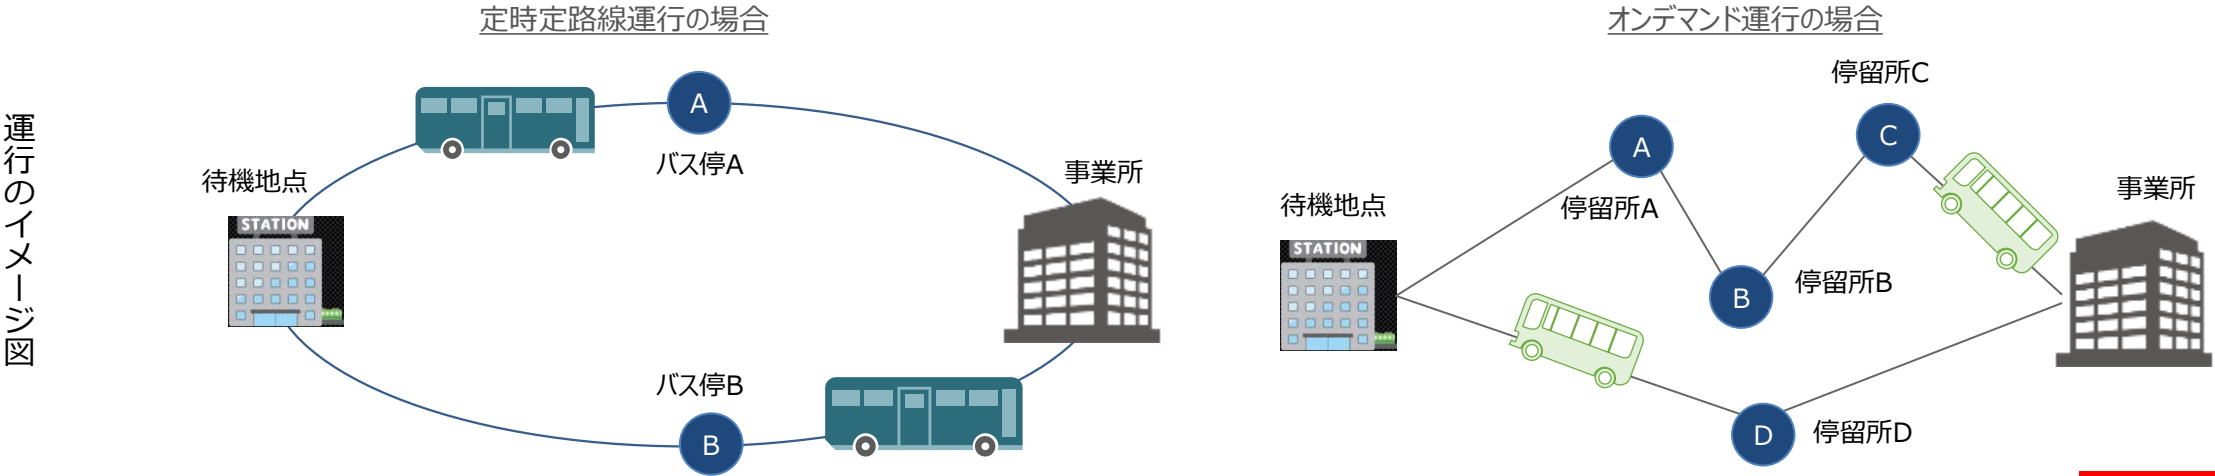 定時定路線運行の場合
オンデマンド運行の場合
運行のイメージ図
待機地点
STATION
A
バス停A
事業所
バス停B
B
待機地点
STATION
A
停留所A
停留所C
C
B
停留所B
事業所
D
停留所D